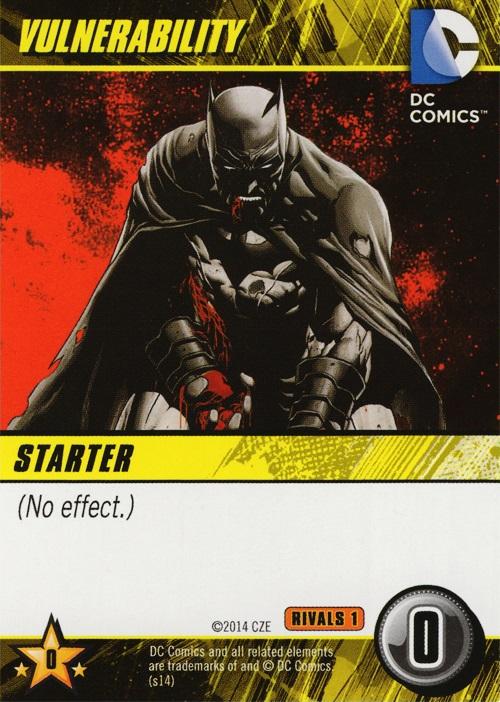 VULNERABILITY
DC
COMICS™
STARTER
(No effect.)
©2014 CZE
RIVALS 1
0
0
DC Comics and all related elements
are trademarks of and © DC Comics.
(s14)